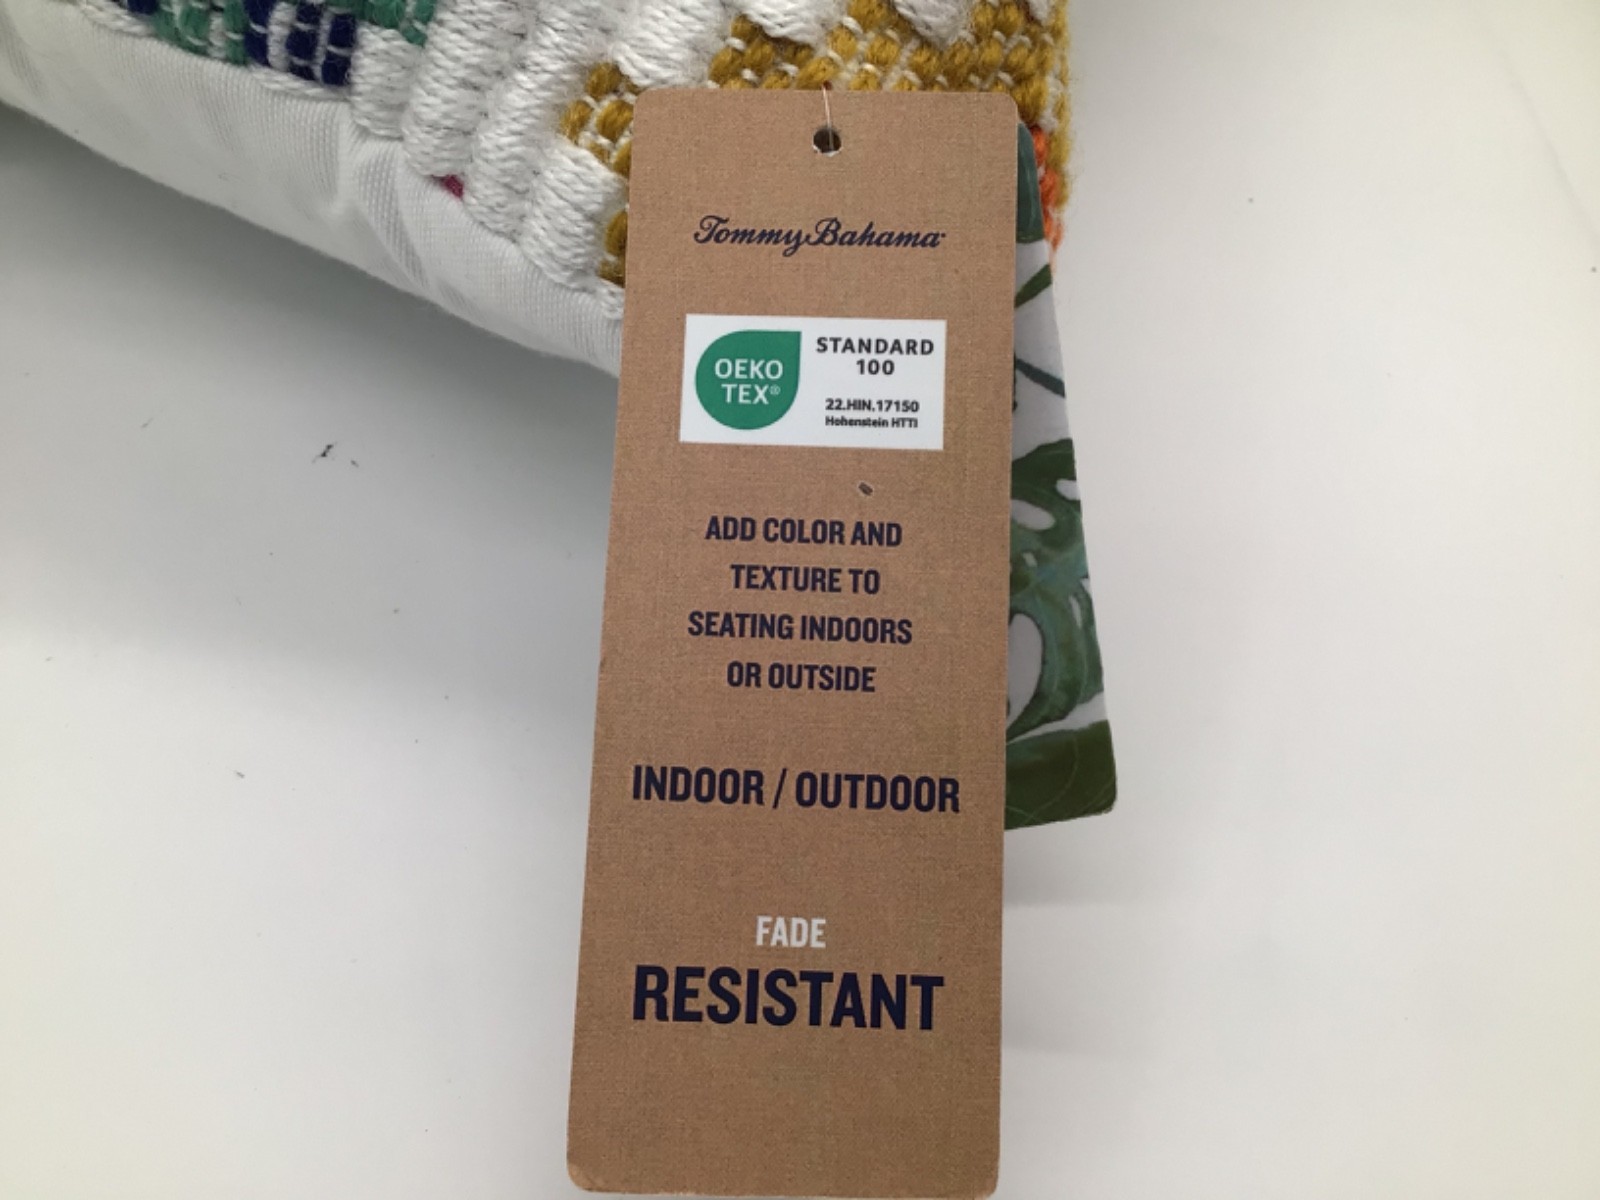 Tommy Bahama
OEKO
TEX®
STANDARD
100
22.HIN.17150
Hohenstein HTTI
ADD COLOR AND
TEXTURE TO
SEATING INDOORS
OR OUTSIDE
INDOOR / OUTDOOR
FADE
RESISTANT